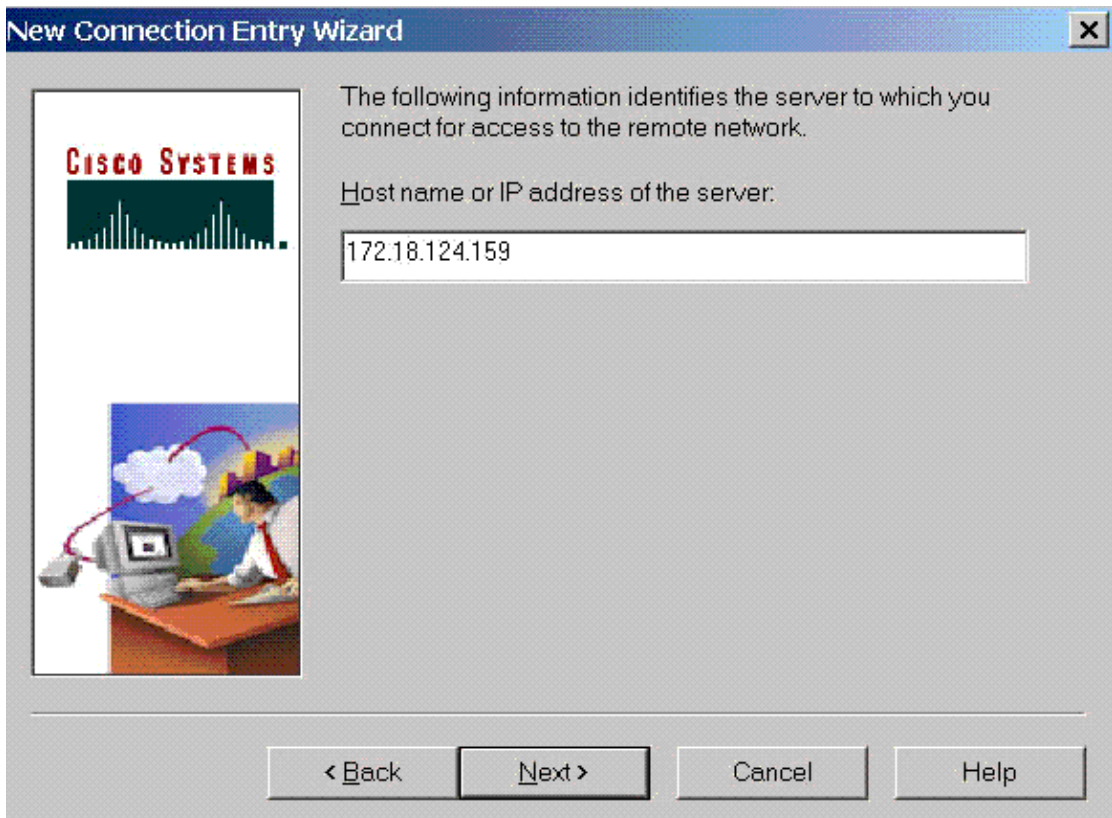 New Connection Entry Wizard
CISCO SYSTEMS
The following information identifies the server to which you
connect for access to the remote network.
Host name or IP address of the server:
172.18.124.159
< Back
Next >
Cancel
Help